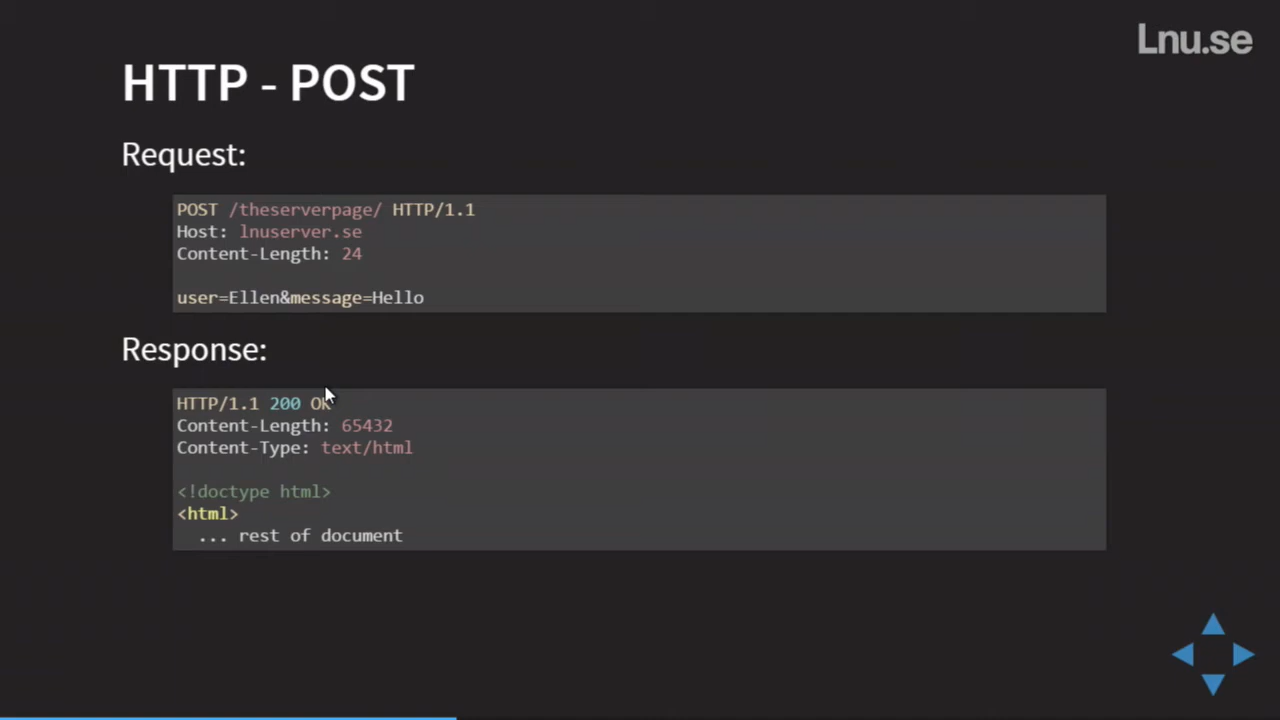 Lnu.se
HTTP - POST
Request:
POST /theserverpage/ HTTP/1.1
Host: lnuserver.se
Content-Length: 24
user=Ellen&message=Hello
Response:
HTTP/1.1 200 OK
Content-Length: 65432
Content-Type: text/html
<!doctype html>
<html>
... rest of document